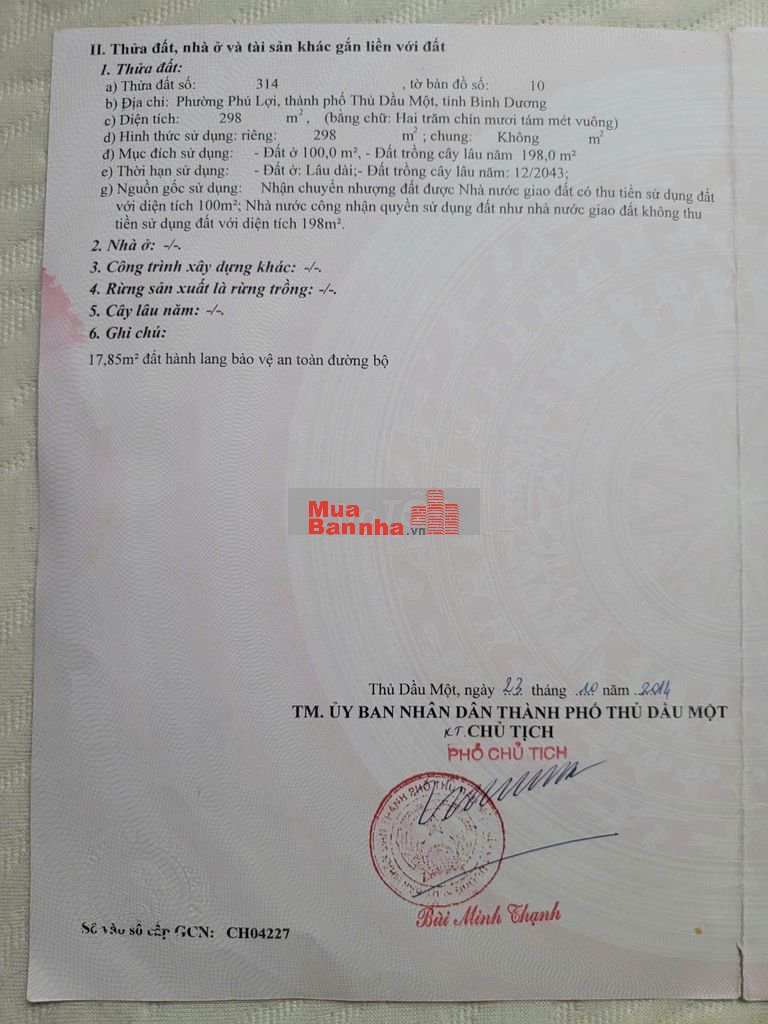 II. Thửa đất, nhà ở và tài sản khác gắn liền với đất
1. Thửa đất:
a) Thửa đất số: 314 , tờ bản đồ số: 10
b) Địa chỉ: Phường Phú Lợi, thành phố Thủ Dầu Một, tỉnh Bình Dương
c) Diện tích: 298 m², (bằng chữ: Hai trăm chín mươi tám mét vuông)
d) Hình thức sử dụng: riêng: 298 m² ; chung: Không m²
đ) Mục đích sử dụng: - Đất ở 100,0 m², - Đất trồng cây lâu năm 198,0 m²
e) Thời hạn sử dụng: - Đất ở: Lâu dài;- Đất trồng cây lâu năm: 12/2043;
g) Nguồn gốc sử dụng: Nhận chuyển nhượng đất được Nhà nước giao đất có thu tiền sử dụng đất
với diện tích 100m²; Nhà nước công nhận quyền sử dụng đất như nhà nước giao đất không thu
tiền sử dụng đất với diện tích 198m².
2. Nhà ở: -/-.
3. Công trình xây dựng khác: -/-.
4. Rừng sản xuất là rừng trồng: -/-.
5. Cây lâu năm: -/-.
6. Ghi chú:
17,85m² đất hành lang bảo vệ an toàn đường bộ
Mua
Bannha.vn
Thủ Dầu Một, ngày 23 tháng 10 năm 2014
TM. ỦY BAN NHÂN DÂN THÀNH PHỐ THỦ DẦU MỘT
KT. CHỦ TỊCH
PHÓ CHỦ TỊCH
Bùi Minh Thạnh
Số vào sổ cấp GCN: CH04227